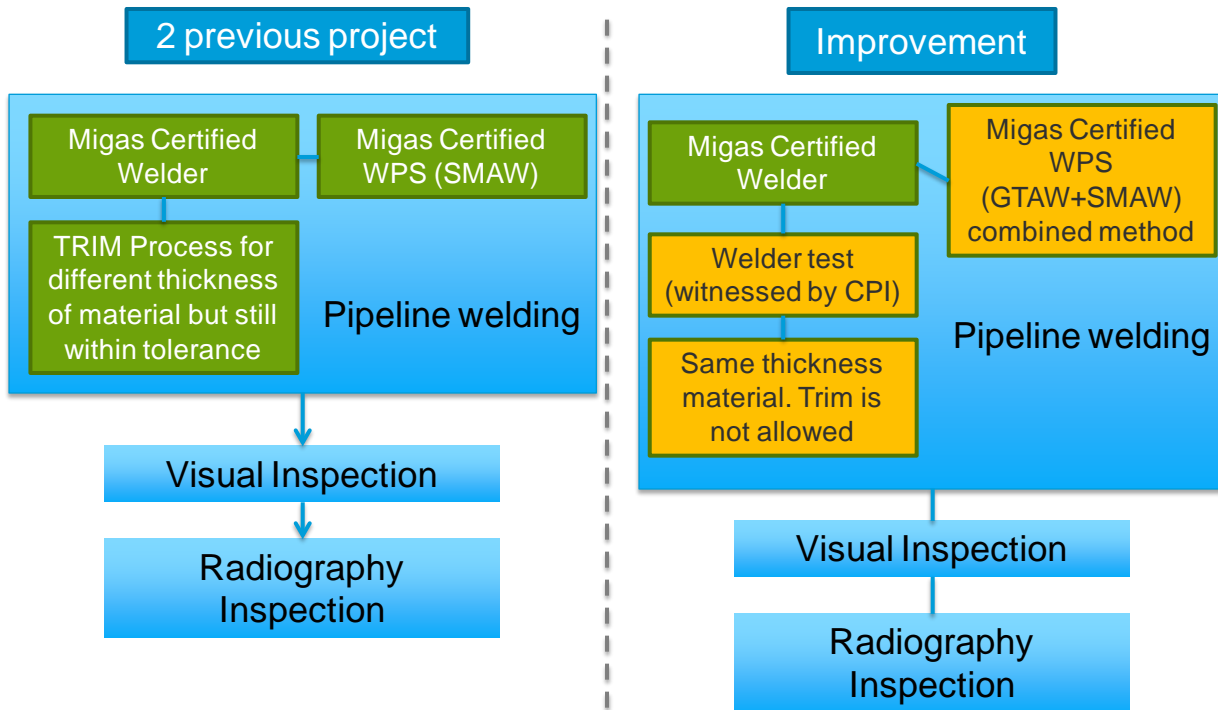 2 previous project
Migas Certified
Welder
Migas Certified
WPS (SMAW)
TRIM Process for
different thickness
of material but still
within tolerance
Pipeline welding
Visual Inspection
Radiography
Inspection
Improvement
Migas Certified
Welder
Migas Certified
WPS
(GTAW+SMAW)
combined method
Welder test
(witnessed by CPI)
Same thickness
material. Trim is
not allowed
Pipeline welding
Visual Inspection
Radiography
Inspection